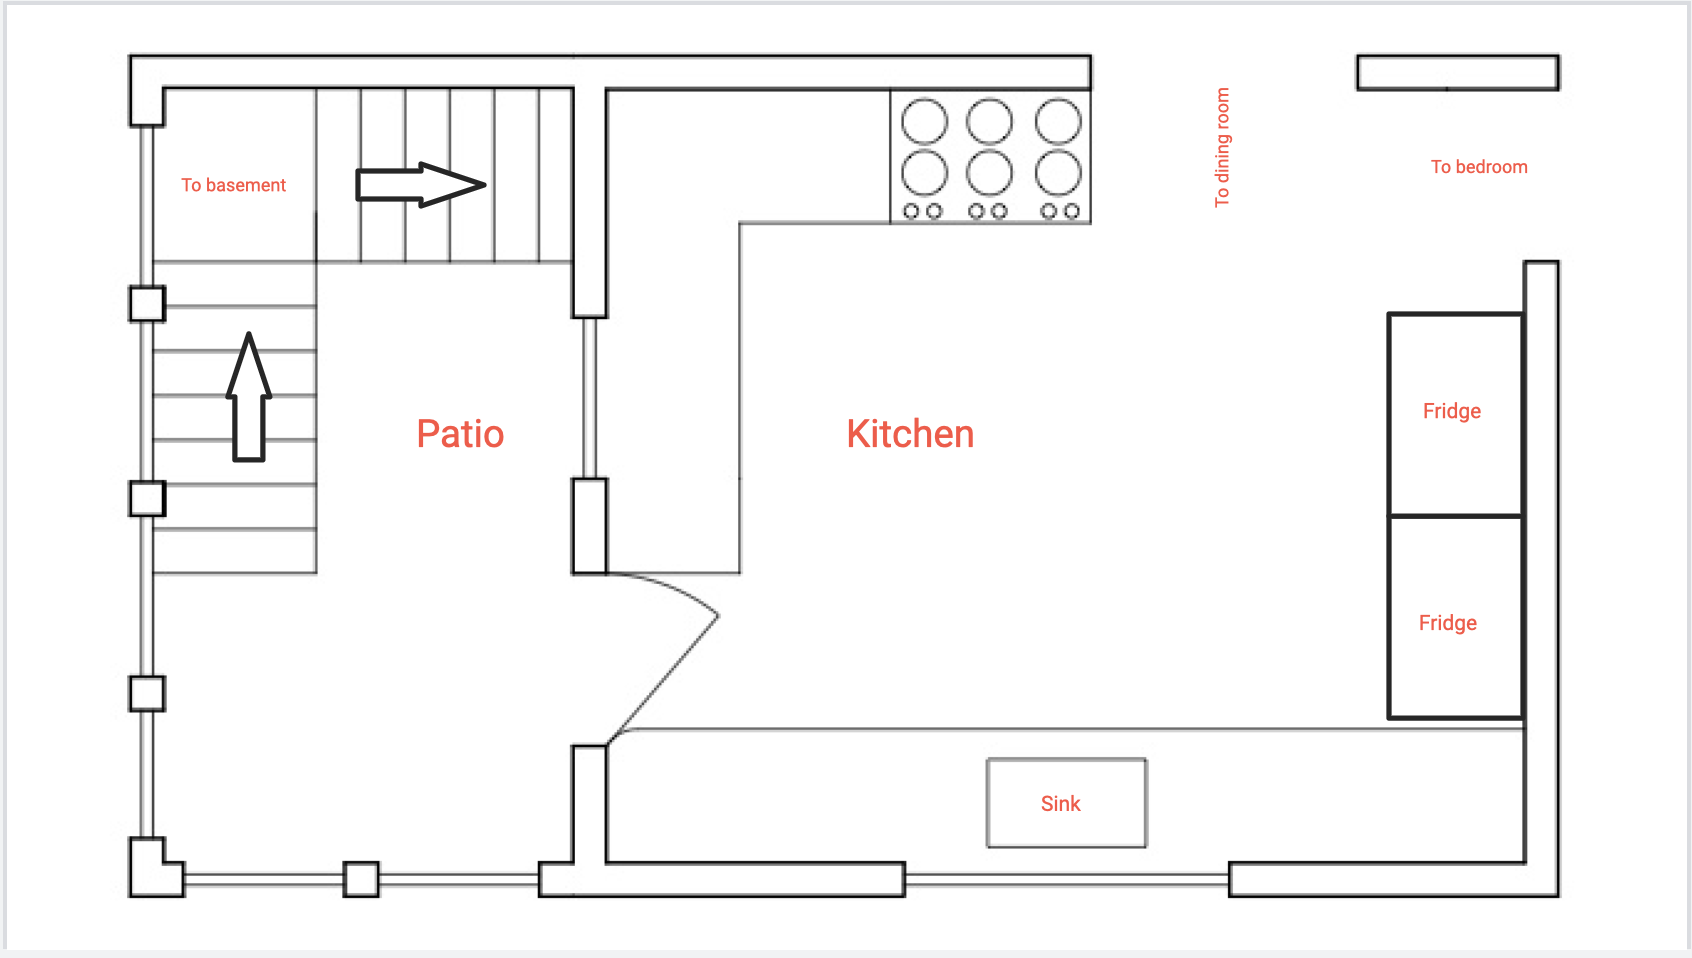 To dining room
To bedroom
To basement
Fridge
Patio
Kitchen
Fridge
Sink